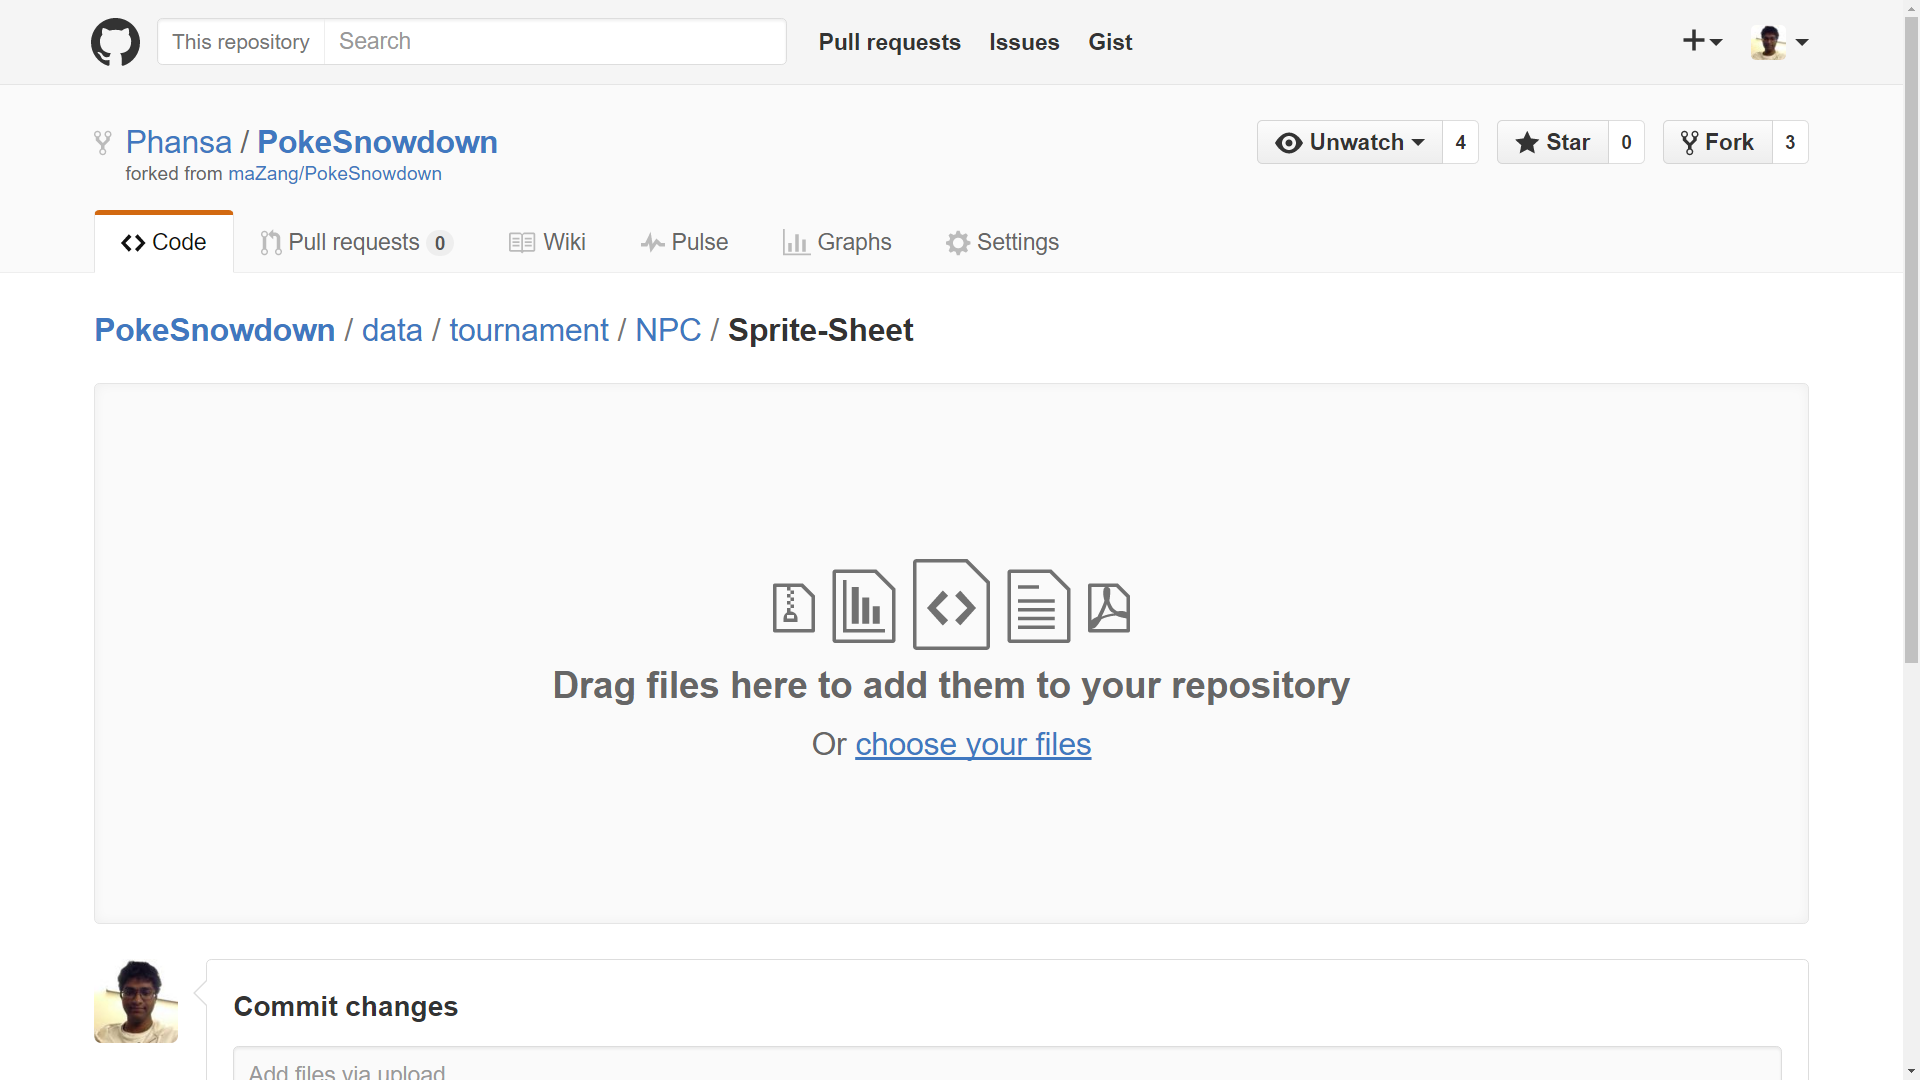 This repository Search Pull requests Issues Gist
Phansa / PokeSnowdown Unwatch 4 Star 0 Fork 3
forked from maZang/PokeSnowdown
Code Pull requests 0 Wiki Pulse Graphs Settings
PokeSnowdown / data / tournament / NPC / Sprite-Sheet
Drag files here to add them to your repository
Or choose your files
Commit changes
Add files via upload